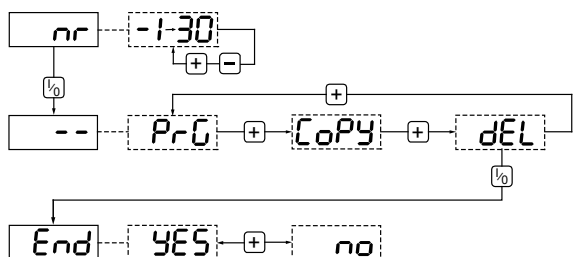 nr -1-30
+ -
I/0
+
-- PrG + CoPY + dEL
I/0
End YES + no